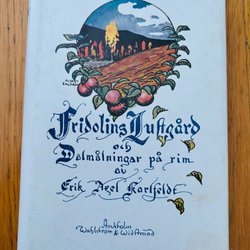 Fridolins Lustgård
och
Dalmålningar på rim
av
Erik Axel Karlfeldt
Stockholm
Wahlström & Widstrand